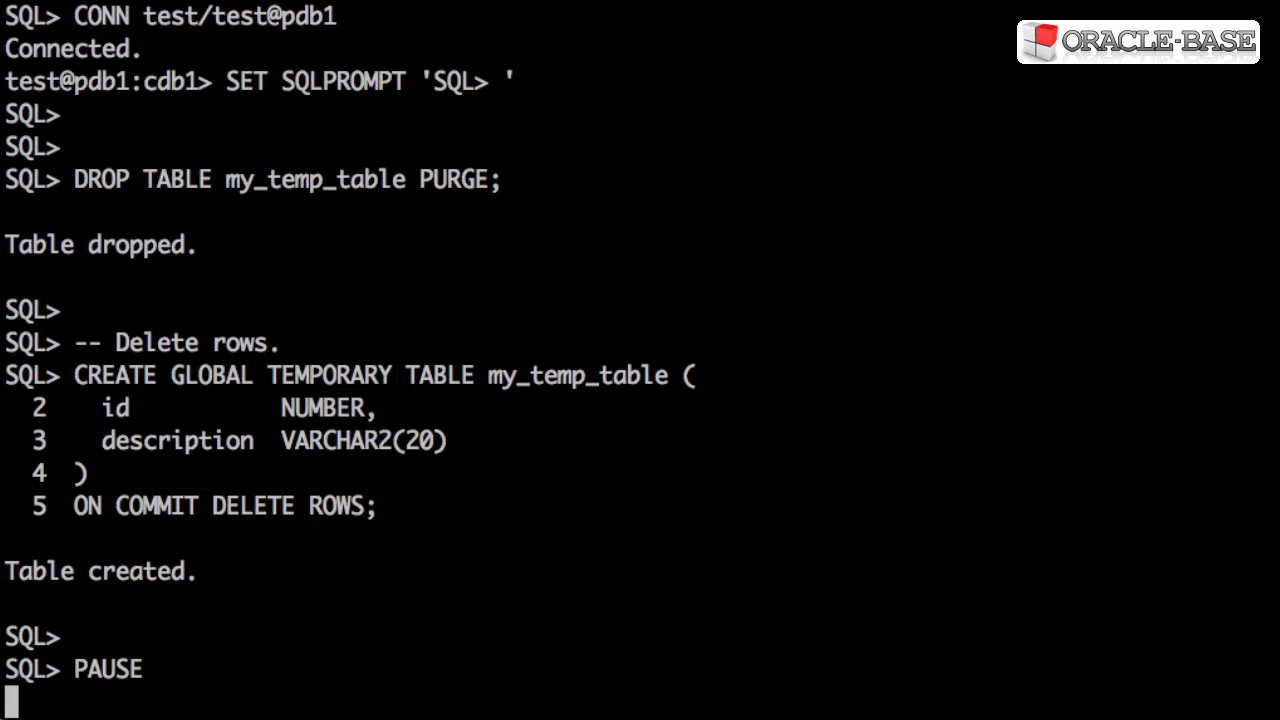 SQL> CONN test/test@pdb1
Connected.
test@pdb1:cdb1> SET SQLPROMPT 'SQL> '
SQL>
SQL>
SQL> DROP TABLE my_temp_table PURGE;
Table dropped.
SQL>
SQL> -- Delete rows.
SQL> CREATE GLOBAL TEMPORARY TABLE my_temp_table (
2 id NUMBER,
3 description VARCHAR2(20)
4 )
5 ON COMMIT DELETE ROWS;
Table created.
SQL>
SQL> PAUSE
ORACLE-BASE